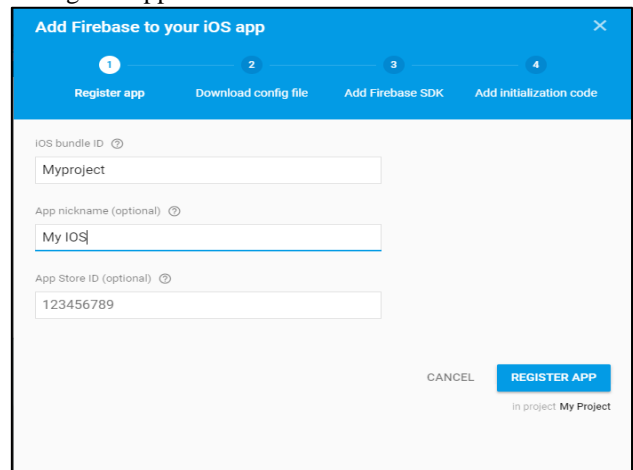 Add Firebase to your iOS app
1 2 3 4
Register app Download config file Add Firebase SDK Add initialization code
iOS bundle ID
Myproject
App nickname (optional)
My IOS
App Store ID (optional)
123456789
CANCEL REGISTER APP
in project My Project